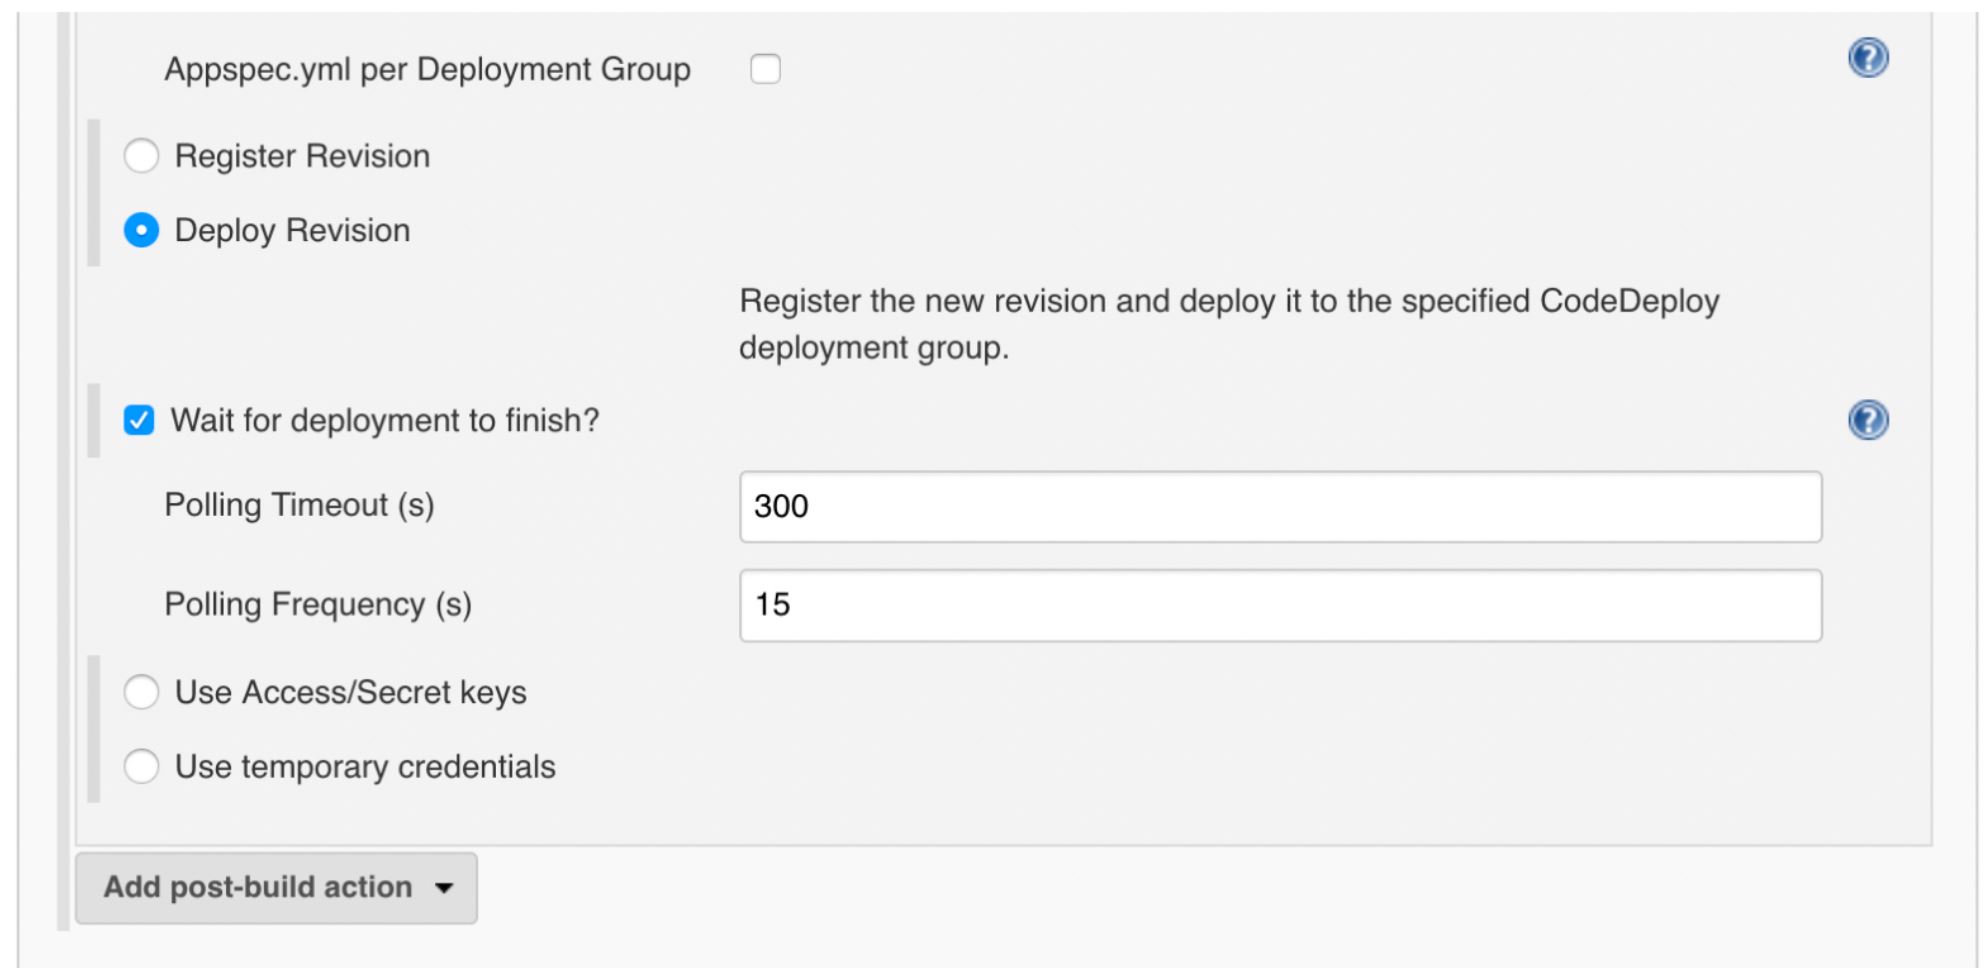 Appspec.yml per Deployment Group
?
Register Revision
Deploy Revision
Register the new revision and deploy it to the specified CodeDeploy
deployment group.
Wait for deployment to finish?
?
Polling Timeout (s)
300
Polling Frequency (s)
15
Use Access/Secret keys
Use temporary credentials
Add post-build action